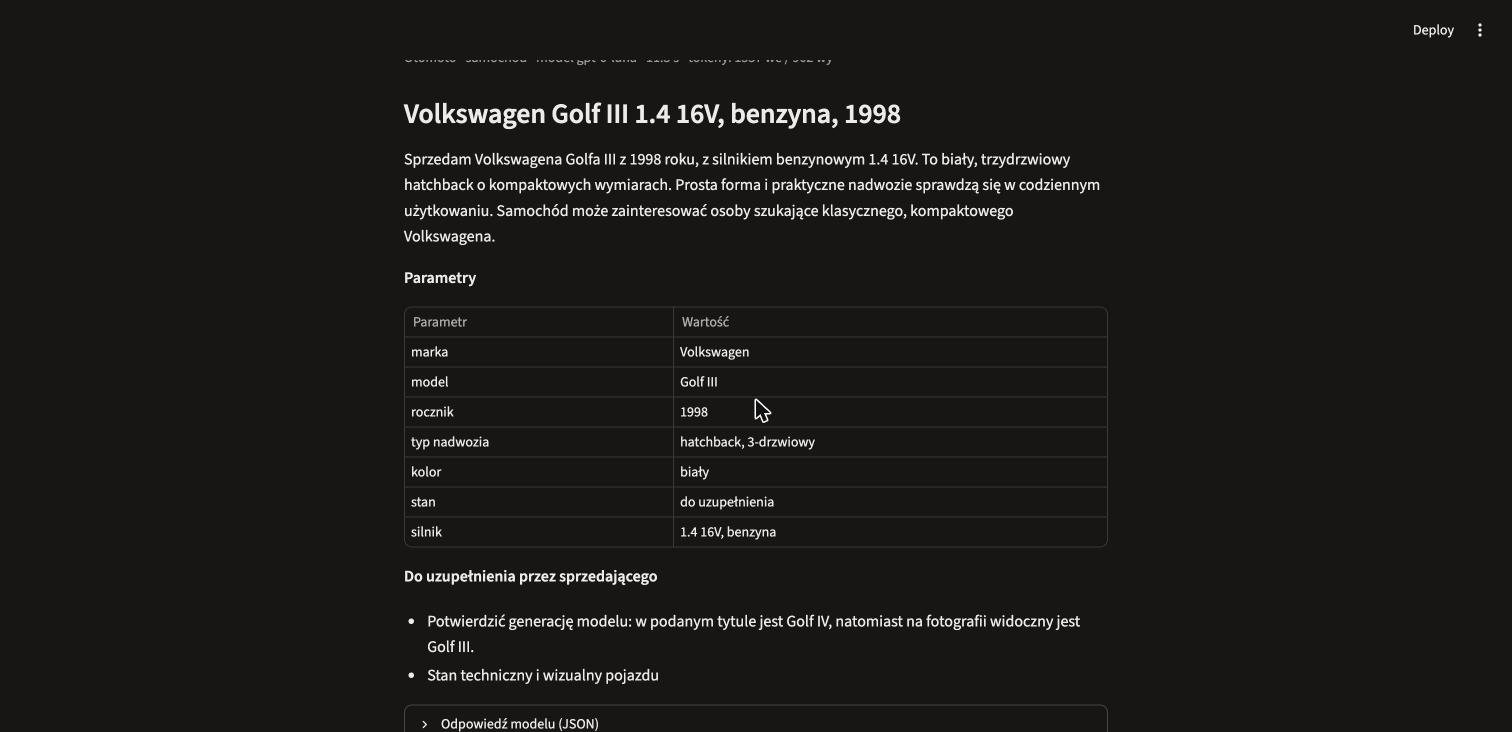 Deploy
Volkswagen Golf III 1.4 16V, benzyna, 1998
Sprzedam Volkswagena Golfa III z 1998 roku, z silnikiem benzynowym 1.4 16V. To biały, trzydrzwiowy
hatchback o kompaktowych wymiarach. Prosta forma i praktyczne nadwozie sprawdzą się w codziennym
użytkowaniu. Samochód może zainteresować osoby szukające klasycznego, kompaktowego
Volkswagena.
Parametry
Parametr Wartość
marka Volkswagen
model Golf III
rocznik 1998
typ nadwozia hatchback, 3-drzwiowy
kolor biały
stan do uzupełnienia
silnik 1.4 16V, benzyna
Do uzupełnienia przez sprzedającego
Potwierdzić generację modelu: w podanym tytule jest Golf IV, natomiast na fotografii widoczny jest
Golf III.
Stan techniczny i wizualny pojazdu
Odpowiedź modelu (JSON)